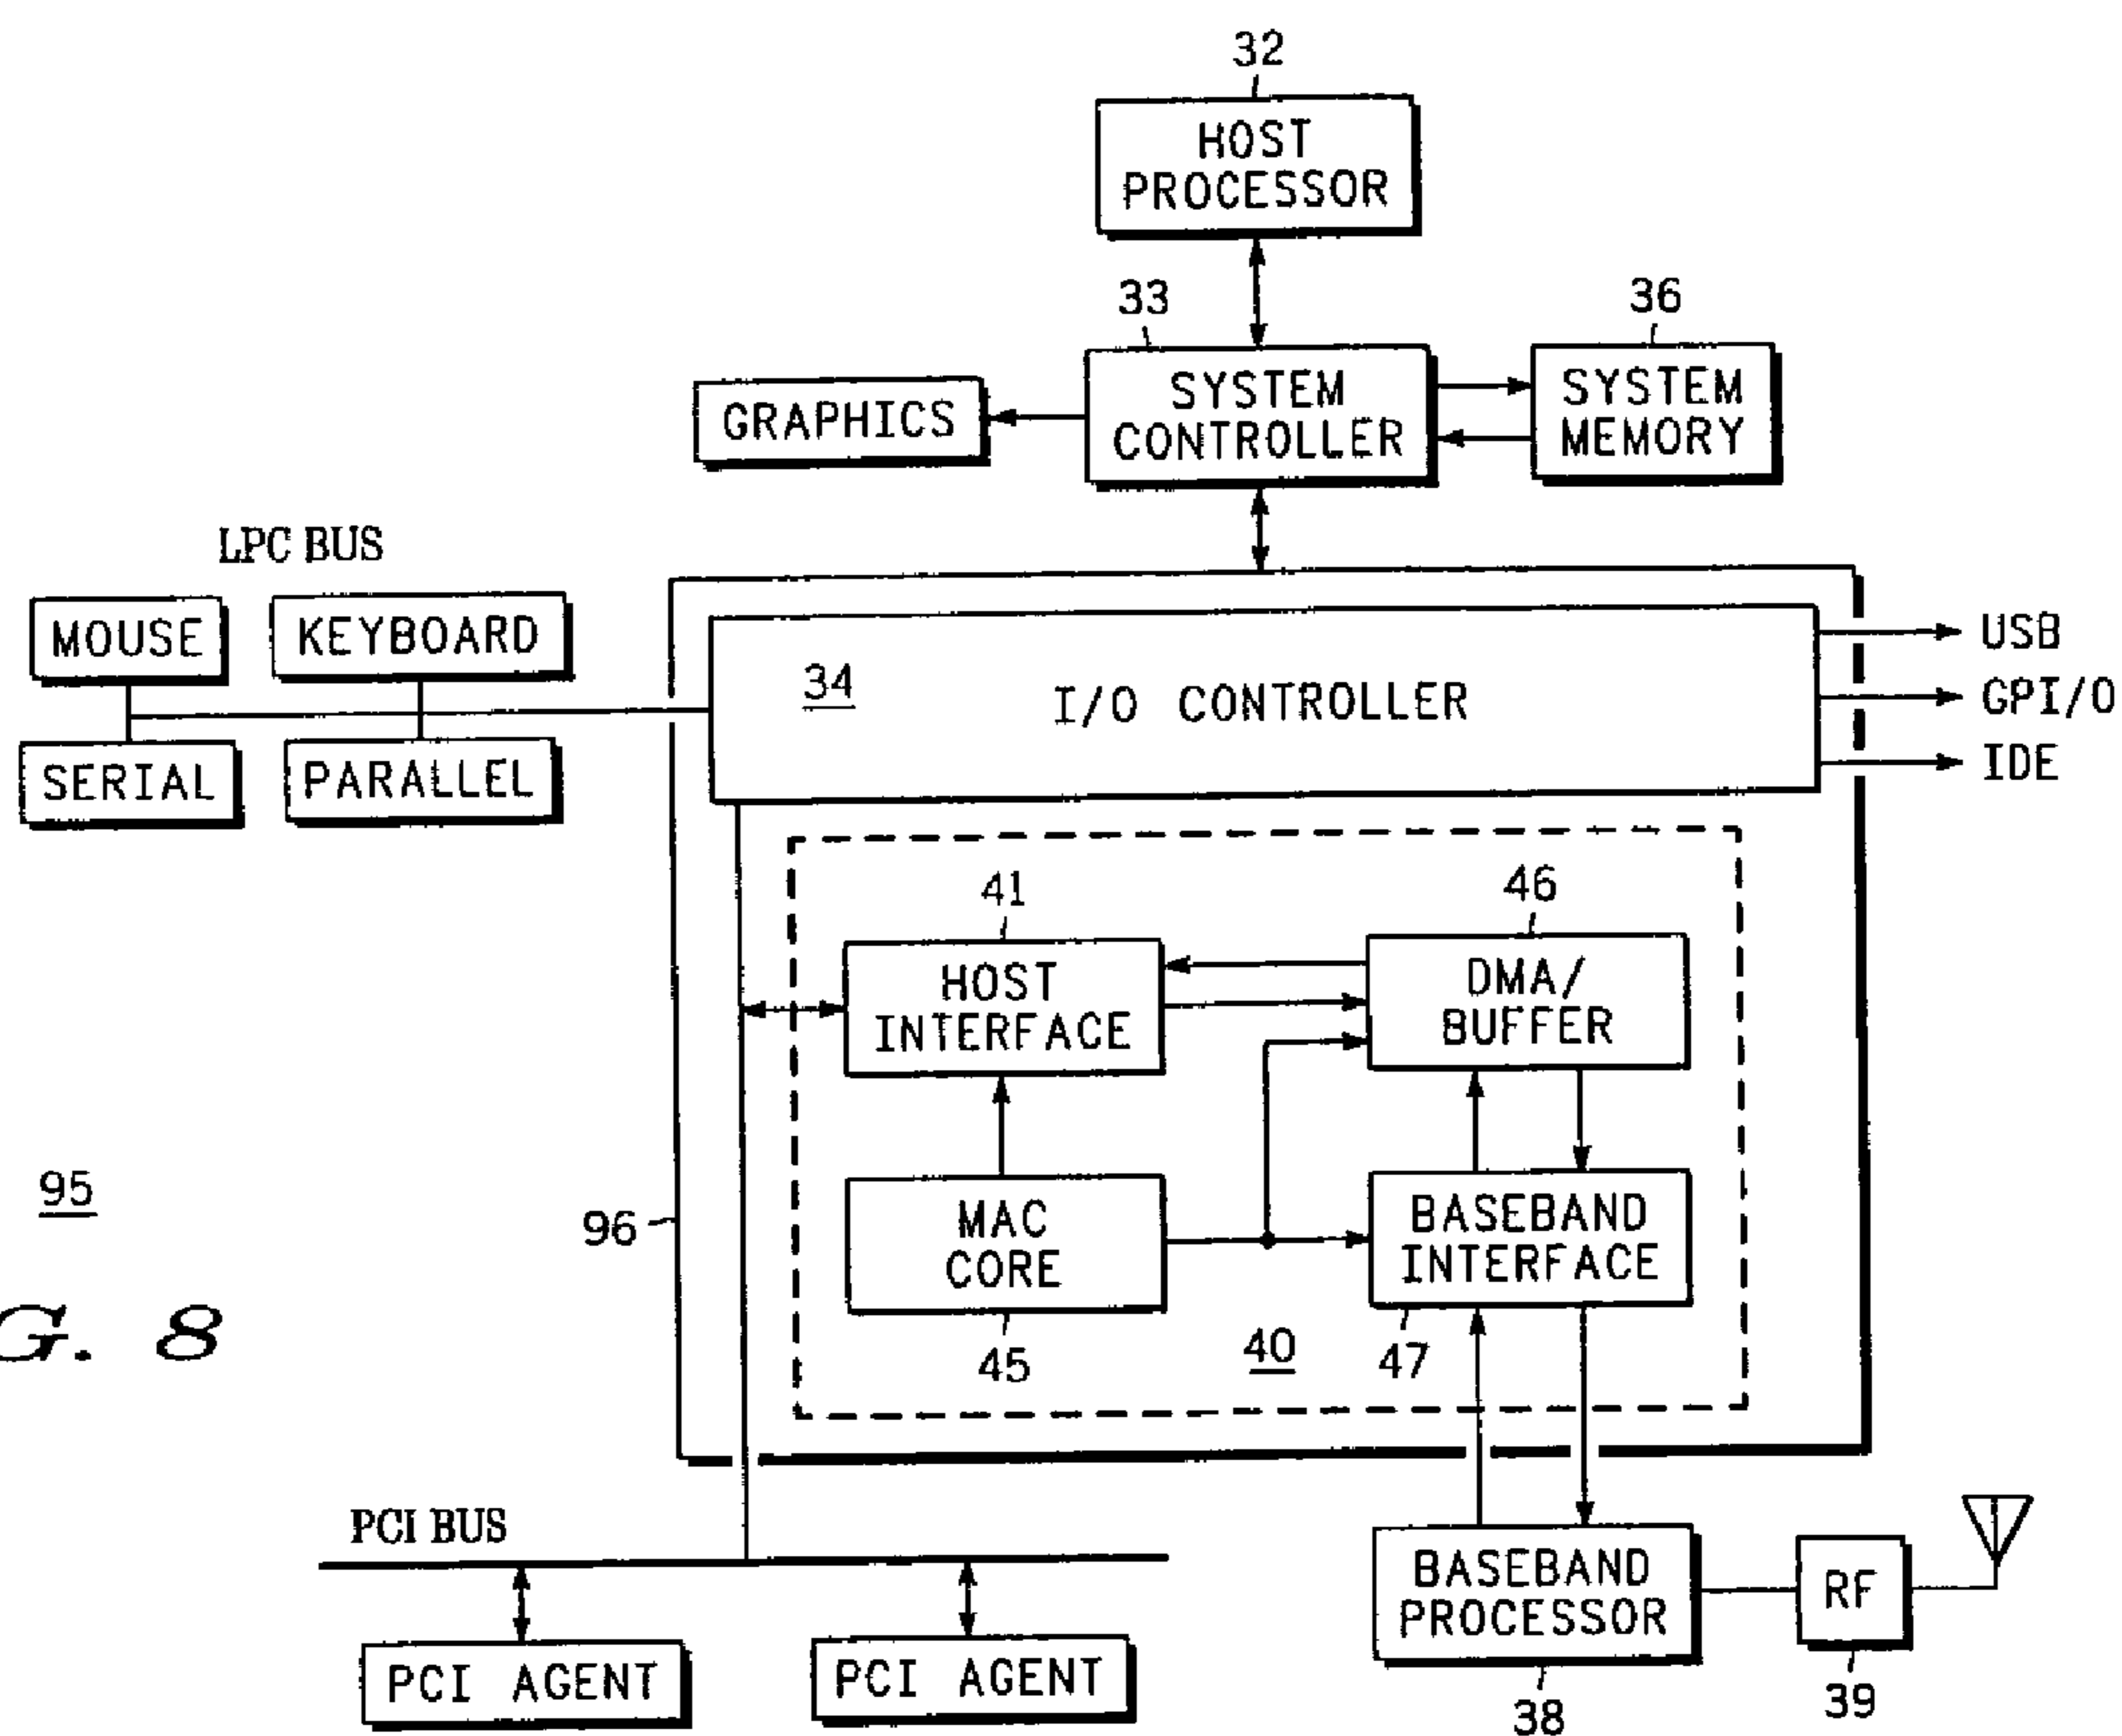 32
HOST
PROCESSOR
33
36
GRAPHICS
SYSTEM
CONTROLLER
SYSTEM
MEMORY
LPC BUS
MOUSE
KEYBOARD
SERIAL
PARALLEL
34
I/O CONTROLLER
USB
GPI/O
IDE
41
46
HOST
INTERFACE
DMA/
BUFFER
95
96
MAC
CORE
BASEBAND
INTERFACE
45
40
47
G. 8
PCI BUS
PCI AGENT
PCI AGENT
BASEBAND
PROCESSOR
RF
38
39